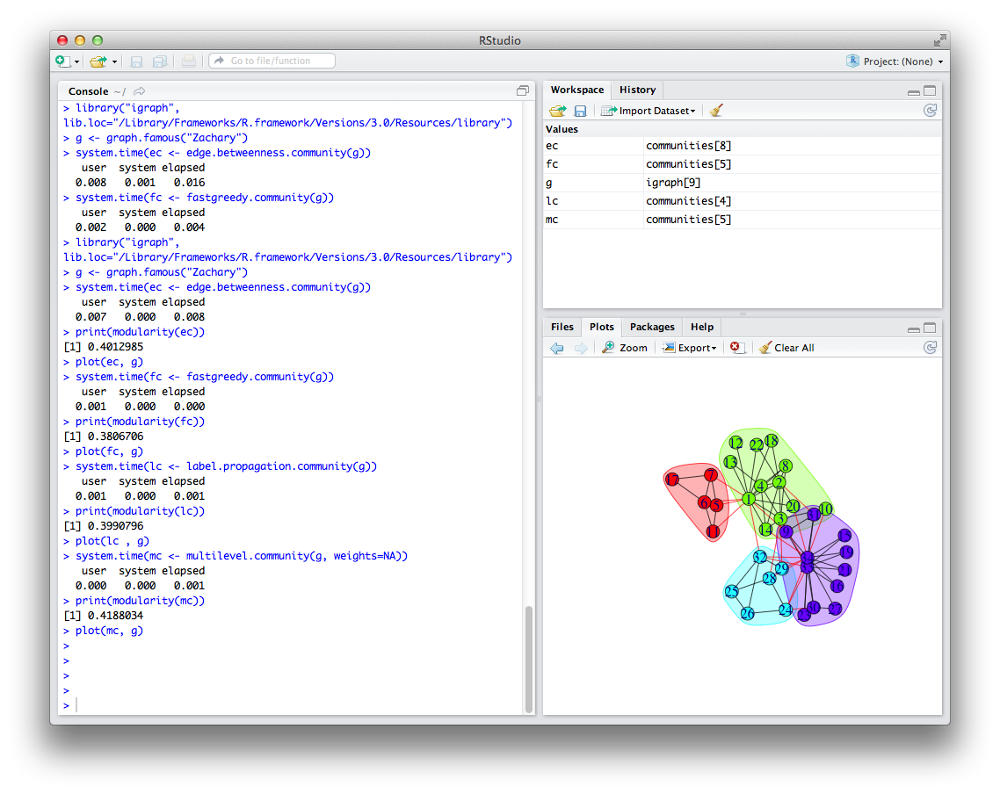 RStudio
Go to file/function
Project: (None)
Console ~/
> library("igraph",
lib.loc="/Library/Frameworks/R.framework/Versions/3.0/Resources/library")
> g <- graph.famous("Zachary")
> system.time(ec <- edge.betweenness.community(g))
user system elapsed
0.008 0.001 0.016
> system.time(fc <- fastgreedy.community(g))
user system elapsed
0.002 0.000 0.004
> library("igraph",
lib.loc="/Library/Frameworks/R.framework/Versions/3.0/Resources/library")
> g <- graph.famous("Zachary")
> system.time(ec <- edge.betweenness.community(g))
user system elapsed
0.007 0.000 0.008
> print(modularity(ec))
[1] 0.4012985
> plot(ec, g)
> system.time(fc <- fastgreedy.community(g))
user system elapsed
0.001 0.000 0.000
> print(modularity(fc))
[1] 0.3806706
> plot(fc, g)
> system.time(lc <- label.propagation.community(g))
user system elapsed
0.001 0.000 0.001
> print(modularity(lc))
[1] 0.3990796
> plot(lc , g)
> system.time(mc <- multilevel.community(g, weights=NA))
user system elapsed
0.000 0.000 0.001
> print(modularity(mc))
[1] 0.4188034
> plot(mc, g)
>
>
>
>
>
Workspace History
Import Dataset
Values
ec communities[8]
fc communities[5]
g igraph[9]
lc communities[4]
mc communities[5]
Files Plots Packages Help
Zoom Export Clear All
12 22 18
13 8
17 7 4 2
6 5 1 20 10
3
11 14 9
15
32 19
29 21
28 16
25
26 24 27